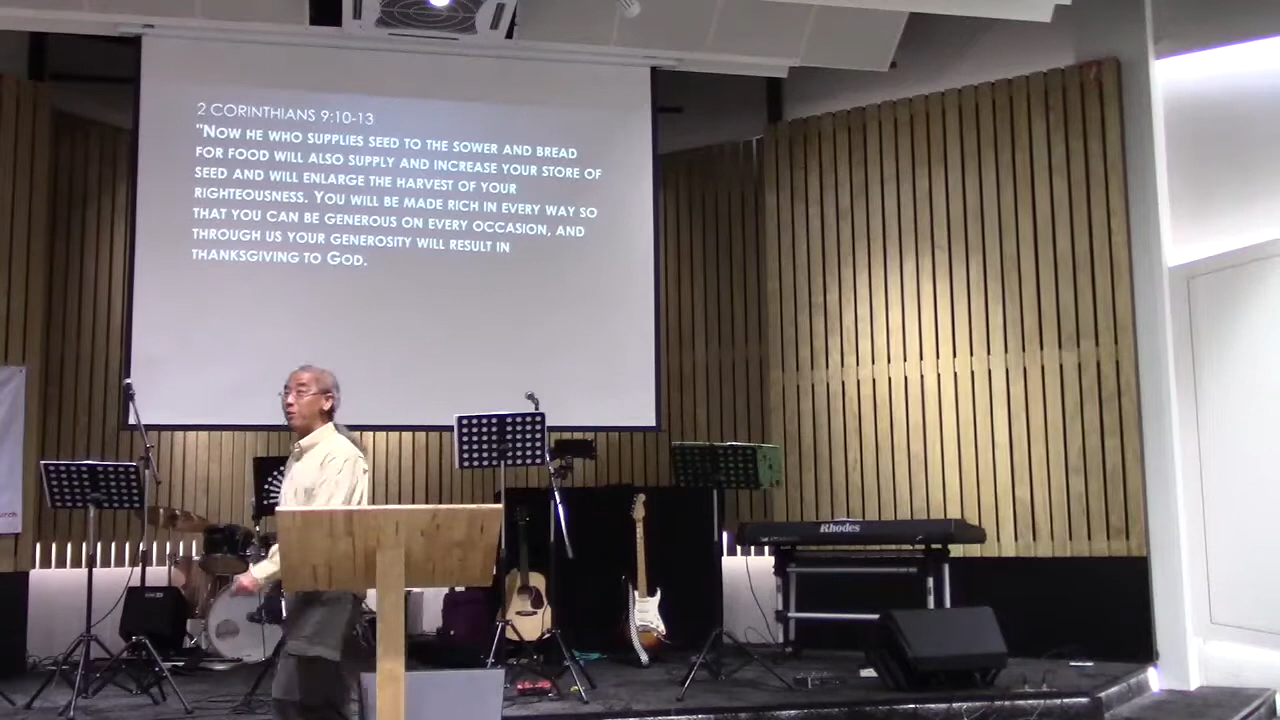 2 CORINTHIANS 9:10-13
"NOW HE WHO SUPPLIES SEED TO THE SOWER AND BREAD
FOR FOOD WILL ALSO SUPPLY AND INCREASE YOUR STORE OF
SEED AND WILL ENLARGE THE HARVEST OF YOUR
RIGHTEOUSNESS. YOU WILL BE MADE RICH IN EVERY WAY SO
THAT YOU CAN BE GENEROUS ON EVERY OCCASION, AND
THROUGH US YOUR GENEROSITY WILL RESULT IN
THANKSGIVING TO GOD.
Rhodes